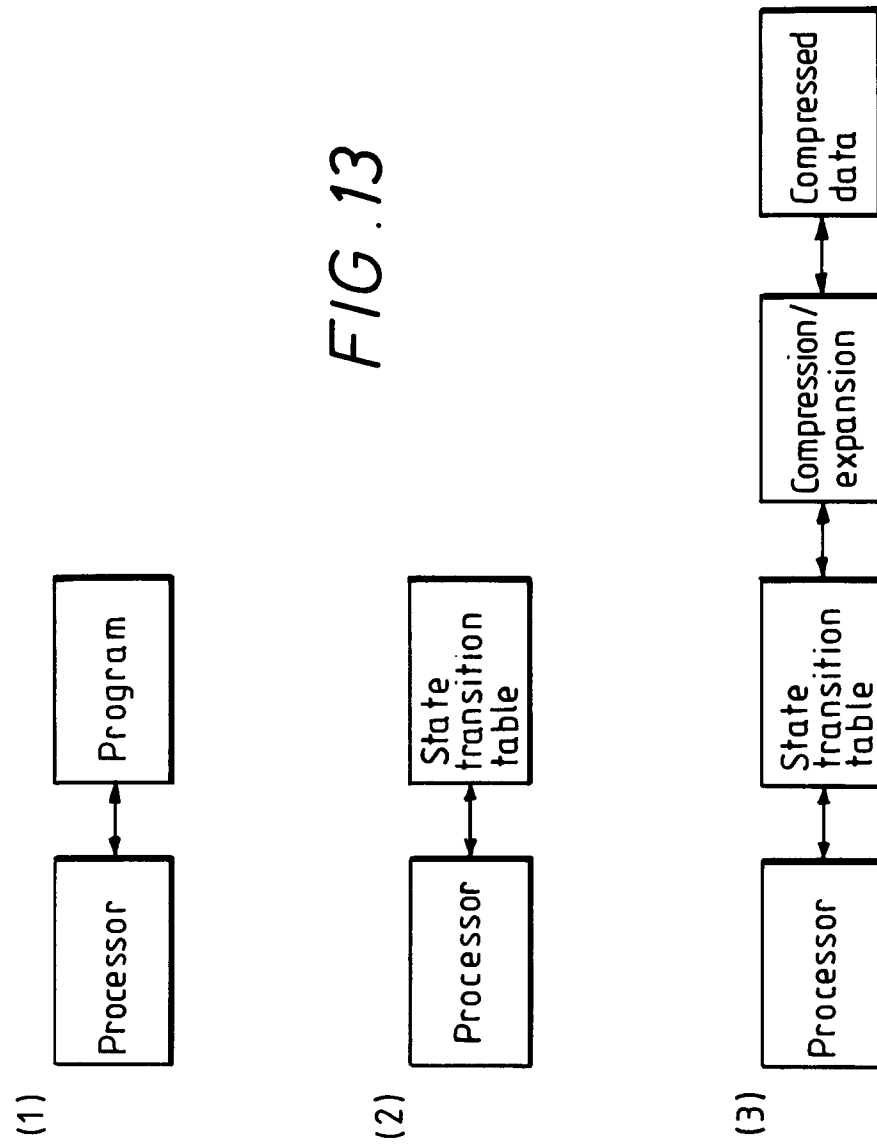 (1)
Processor
Program
FIG. 13
(2)
Processor
State
transition
table
(3)
Processor
State
transition
table
Compression/
expansion
Compressed
data